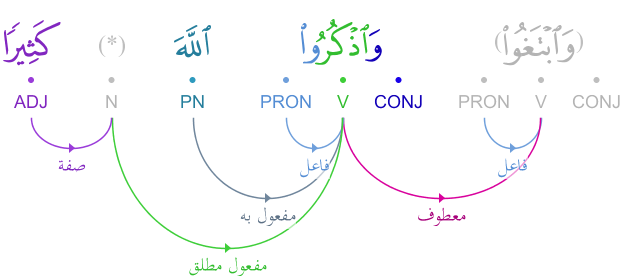 (وَٱبْتَغُوا۟) وَٱذْكُرُوا۟ ٱللَّهَ (*) كَثِيرًا
CONJ V PRON CONJ V PRON PN N ADJ
فاعل فاعل صفة
معطوف مفعول به
مفعول مطلق